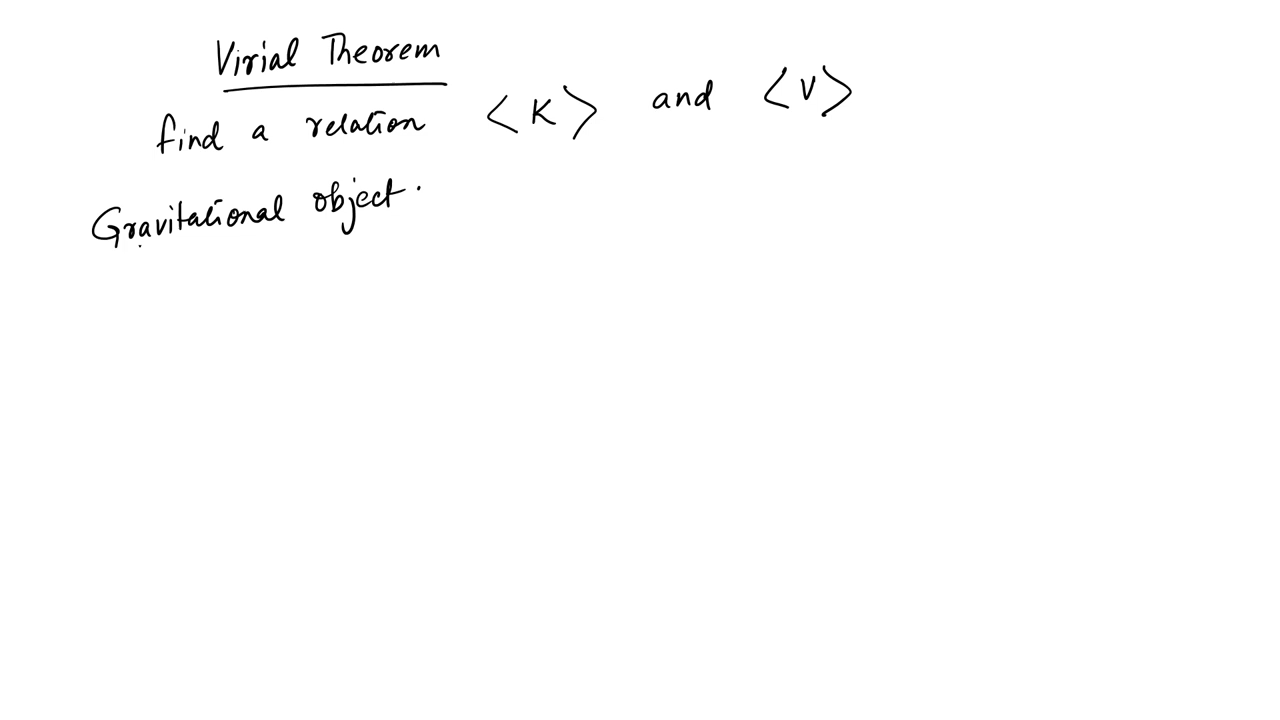 Virial Theorem
find a relation <K> and <V>
Gravitational object.